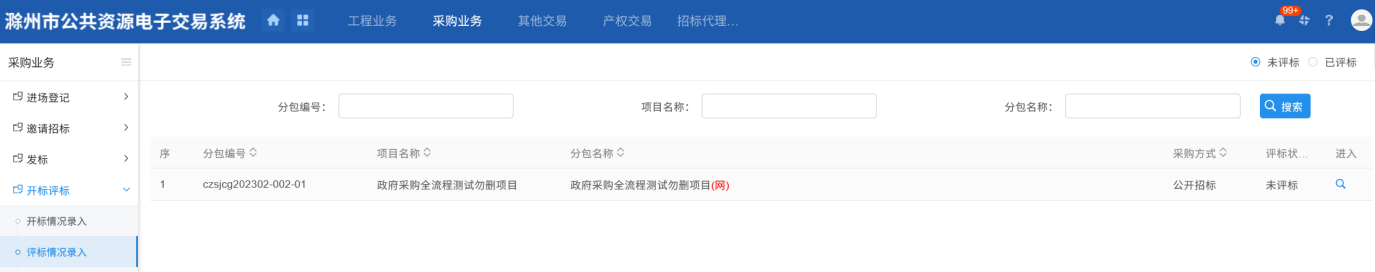 滁州市公共资源电子交易系统 工程业务 采购业务 其他交易 产权交易 招标代理... 99+ ?
采购业务 未评标 已评标
进场登记
分包编号: 项目名称: 分包名称: 搜索
邀请招标
序 分包编号 项目名称 分包名称 采购方式 评标状... 进入
发标
1 czsjcg202302-002-01 政府采购全流程测试勿删项目 政府采购全流程测试勿删项目(网) 公开招标 未评标
开标评标
开标情况录入
评标情况录入